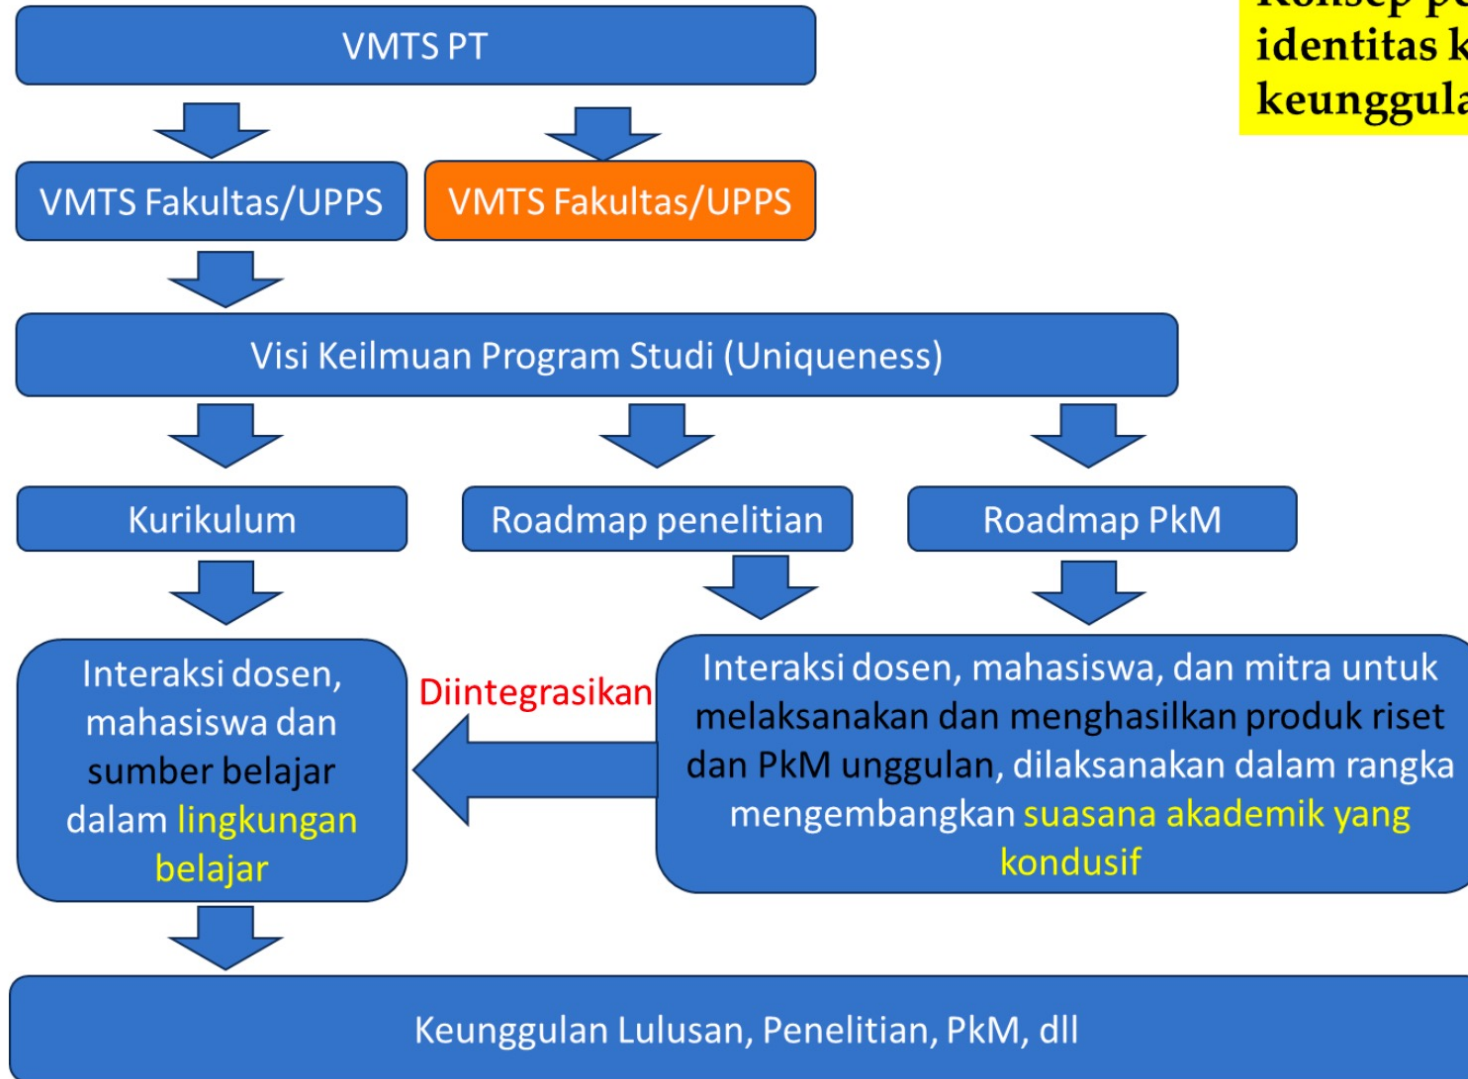 VMTS PT
identitas
keunggula
VMTS Fakultas/UPPS
VMTS Fakultas/UPPS
Visi Keilmuan Program Studi (Uniqueness)
Kurikulum
Roadmap penelitian
Roadmap PkM
Interaksi dosen,
mahasiswa dan
sumber belajar
dalam lingkungan
belajar
Diintegrasikan
Interaksi dosen, mahasiswa, dan mitra untuk
melaksanakan dan menghasilkan produk riset
dan PkM unggulan, dilaksanakan dalam rangka
mengembangkan suasana akademik yang
kondusif
Keunggulan Lulusan, Penelitian, PkM, dll